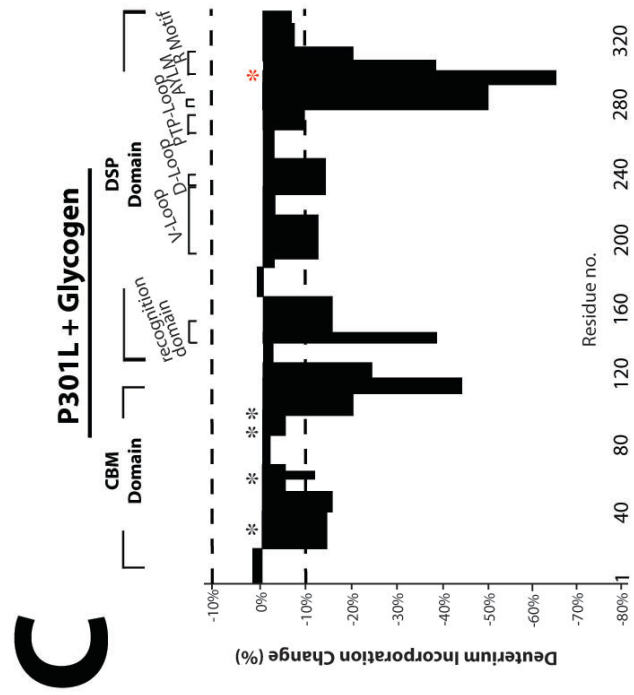 C
P301L + Glycogen
CBM
Domain
DSP
Domain
recognition
domain
V-Loop
D-Loop
PTP-Loop
AYLM
R Motif
* * * * *
-10%
0%
-10%
-20%
-30%
-40%
-50%
-60%
-70%
-80%
Deuterium Incorporation Change (%)
1 40 80 120 160 200 240 280 320
Residue no.